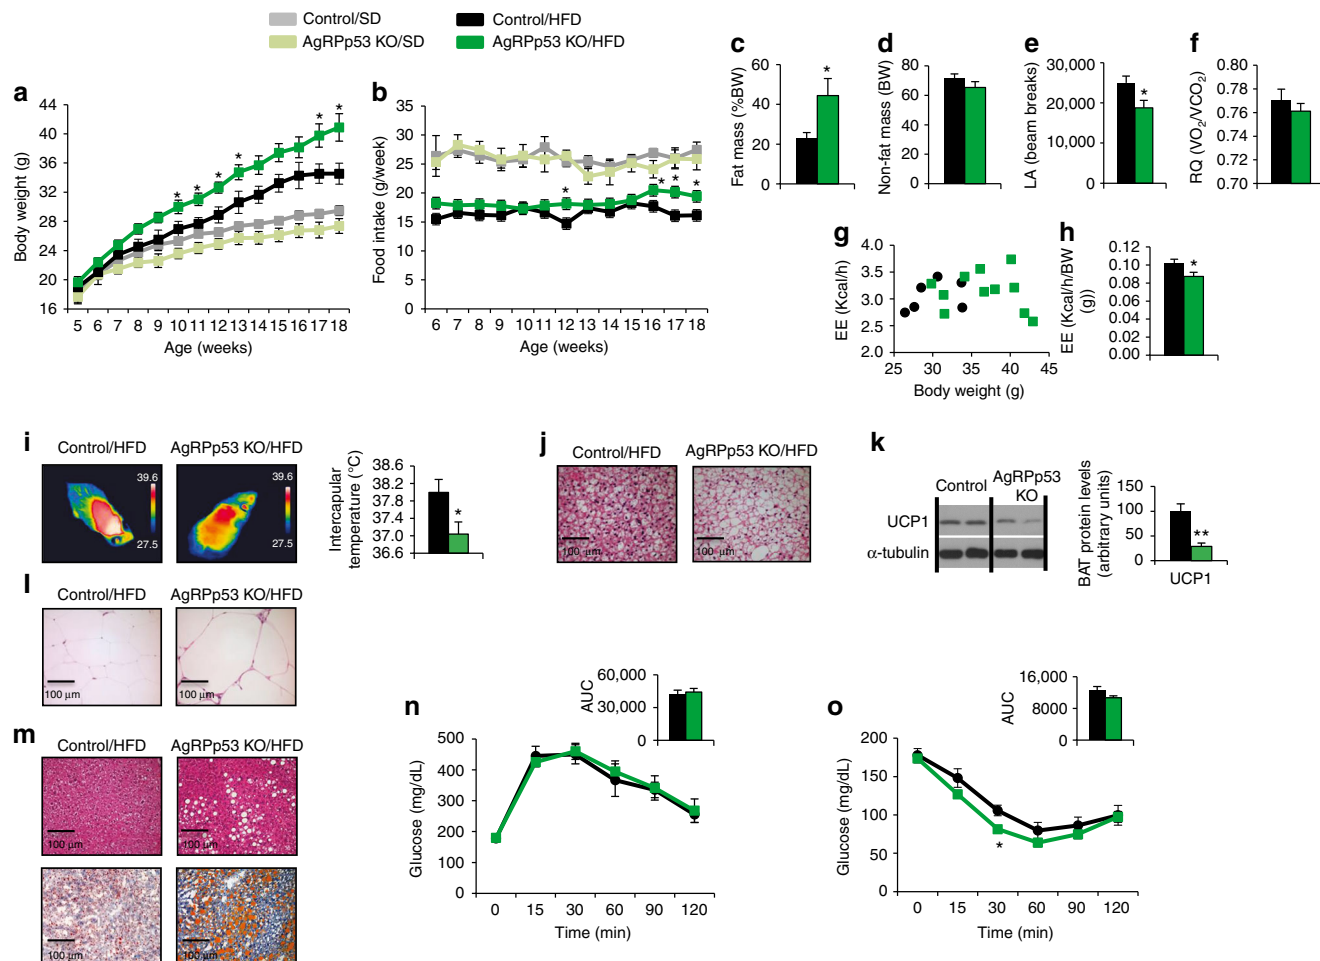 Control/SD
Control/HFD
AgRPp53 KO/SD
AgRPp53 KO/HFD
a
Body weight (g)
44
40
36
32
28
24
20
16
* * * * * *
5 6 7 8 9 10 11 12 13 14 15 16 17 18
Age (weeks)
b
Food intake (g/week)
35
30
25
20
15
10
5
0
* * * *
6 7 8 9 10 11 12 13 14 15 16 17 18
Age (weeks)
c
Fat mass (%BW)
60
40
20
0
*
d
Non-fat mass (BW)
80
60
40
20
0
e
LA (beam breaks)
30,000
20,000
10,000
0
*
f
RQ (VO2/VCO2)
0.80
0.78
0.76
0.74
0.72
0.70
g
EE (Kcal/h)
4.0
3.5
3.0
2.5
2.0
25 30 35 40 45
Body weight (g)
h
EE (Kcal/h/BW (g))
0.12
0.10
0.08
0.06
0.04
0.02
0.00
*
i
Control/HFD
AgRPp53 KO/HFD
39.6
27.5
39.6
27.5
Intercapular temperature (°C)
38.6
38.2
37.8
37.4
37.0
36.6
*
j
Control/HFD
AgRPp53 KO/HFD
100 μm
100 μm
k
Control
AgRPp53 KO
UCP1
α-tubulin
BAT protein levels (arbitrary units)
150
100
50
0
**
UCP1
l
Control/HFD
AgRPp53 KO/HFD
100 μm
100 μm
m
Control/HFD
AgRPp53 KO/HFD
100 μm
100 μm
100 μm
100 μm
n
AUC
60,000
30,000
0
Glucose (mg/dL)
500
400
300
200
100
0
0 15 30 60 90 120
Time (min)
o
AUC
16,000
8000
0
Glucose (mg/dL)
200
150
100
50
0
*
0 15 30 60 90 120
Time (min)